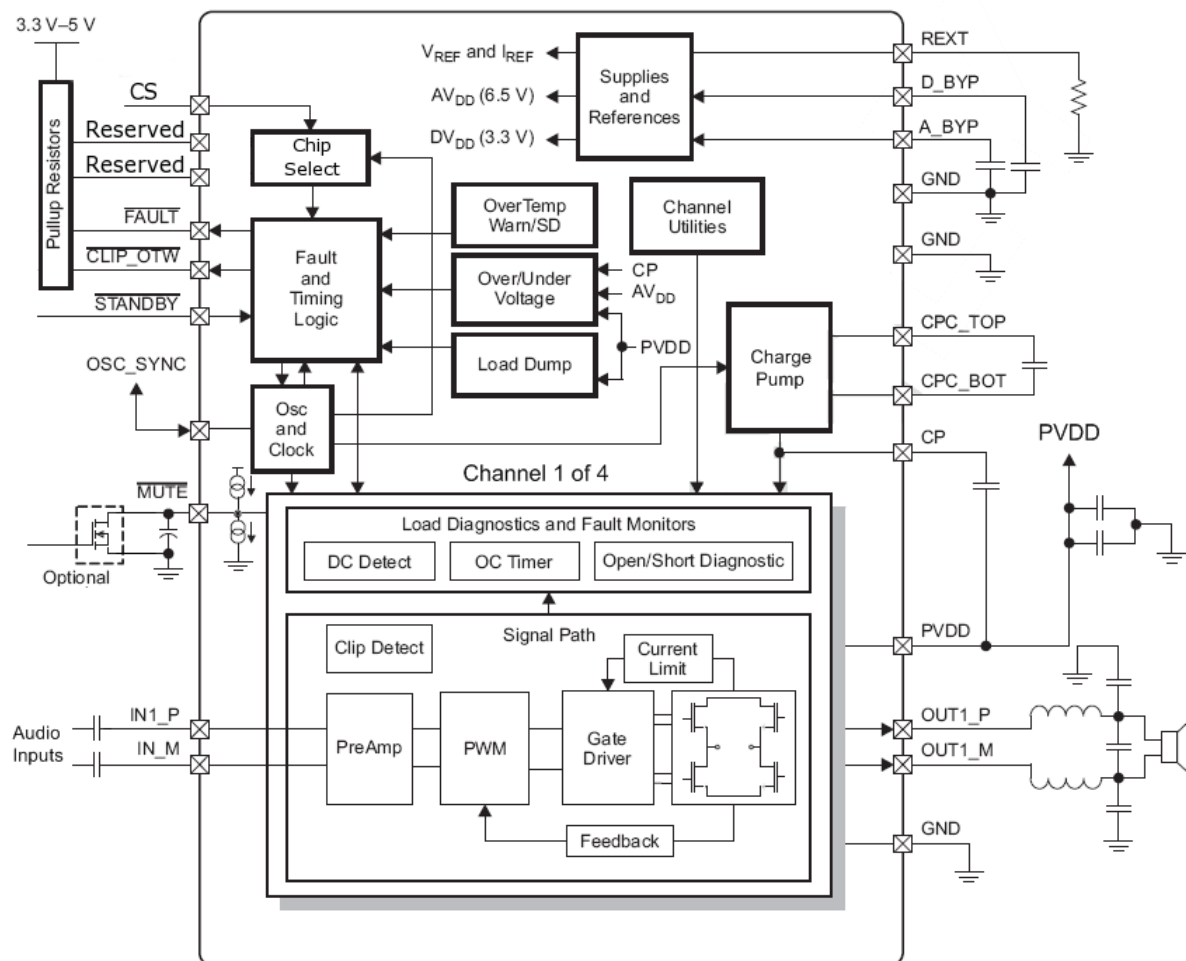 3.3 V–5 V
Pullup Resistors
CS
Reserved
Reserved
FAULT
CLIP_OTW
STANDBY
OSC_SYNC
MUTE
Optional
Audio
Inputs
IN1_P
IN_M
Chip
Select
Fault
and
Timing
Logic
Osc
and
Clock
VREF and IREF
AVDD (6.5 V)
DVDD (3.3 V)
Supplies
and
References
OverTemp
Warn/SD
Over/Under
Voltage
Load Dump
CP
AVDD
PVDD
Channel
Utilities
Charge
Pump
Channel 1 of 4
Load Diagnostics and Fault Monitors
DC Detect
OC Timer
Open/Short Diagnostic
Signal Path
Clip Detect
Current
Limit
PreAmp
PWM
Gate
Driver
Feedback
REXT
D_BYP
A_BYP
GND
GND
CPC_TOP
CPC_BOT
CP
PVDD
PVDD
OUT1_P
OUT1_M
GND